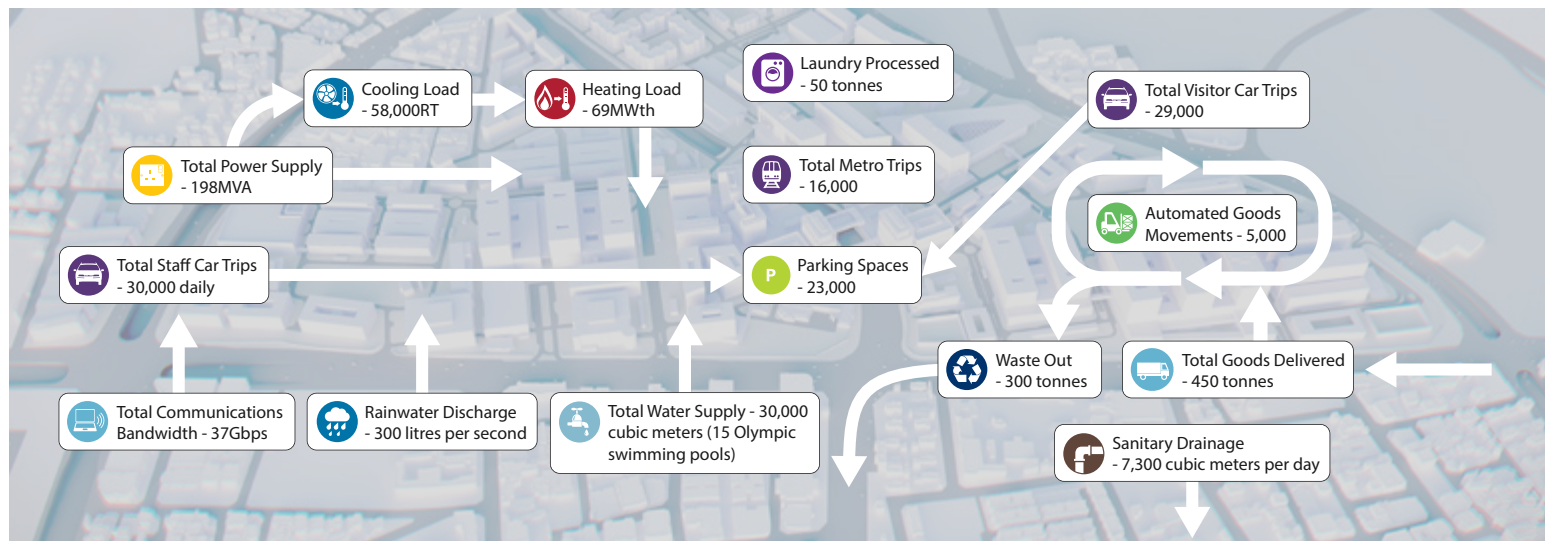 Laundry Processed
- 50 tonnes
Cooling Load
- 58,000RT
Heating Load
- 69MWth
Total Visitor Car Trips
- 29,000
Total Power Supply
- 198MVA
Total Metro Trips
- 16,000
Automated Goods
Movements - 5,000
Total Staff Car Trips
- 30,000 daily
P
Parking Spaces
- 23,000
Waste Out
- 300 tonnes
Total Goods Delivered
- 450 tonnes
Total Communications
Bandwidth - 37Gbps
Rainwater Discharge
- 300 litres per second
Total Water Supply - 30,000
cubic meters (15 Olympic
swimming pools)
Sanitary Drainage
- 7,300 cubic meters per day